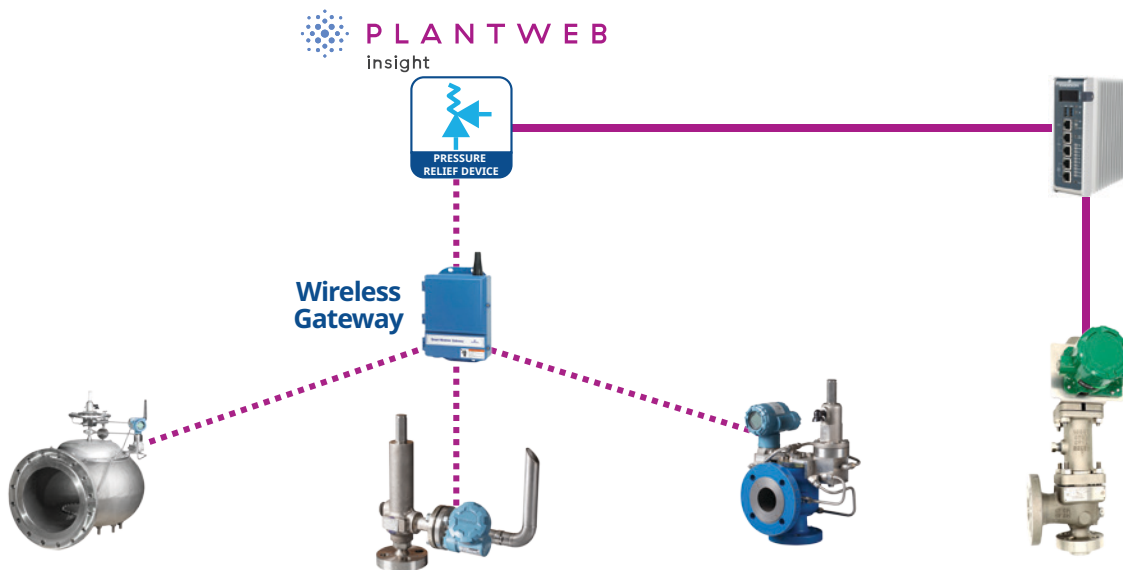 PLANTWEB
insight
PRESSURE
RELIEF DEVICE
Wireless
Gateway